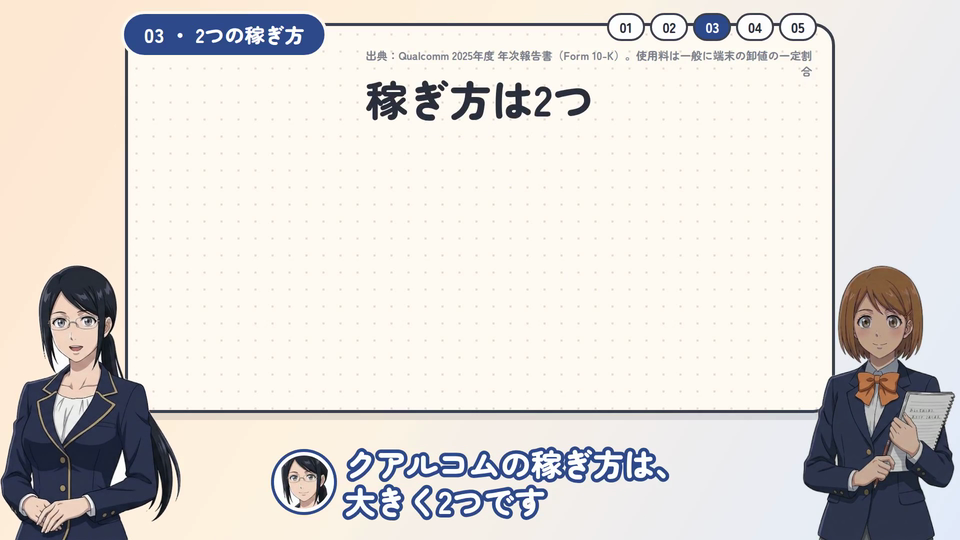 03 ・ 2つの稼ぎ方
01 02 03 04 05
出典：Qualcomm 2025年度 年次報告書（Form 10-K）。使用料は一般に端末の卸値の一定割
合
稼ぎ方は2つ
クアルコムの稼ぎ方は、
大きく2つです